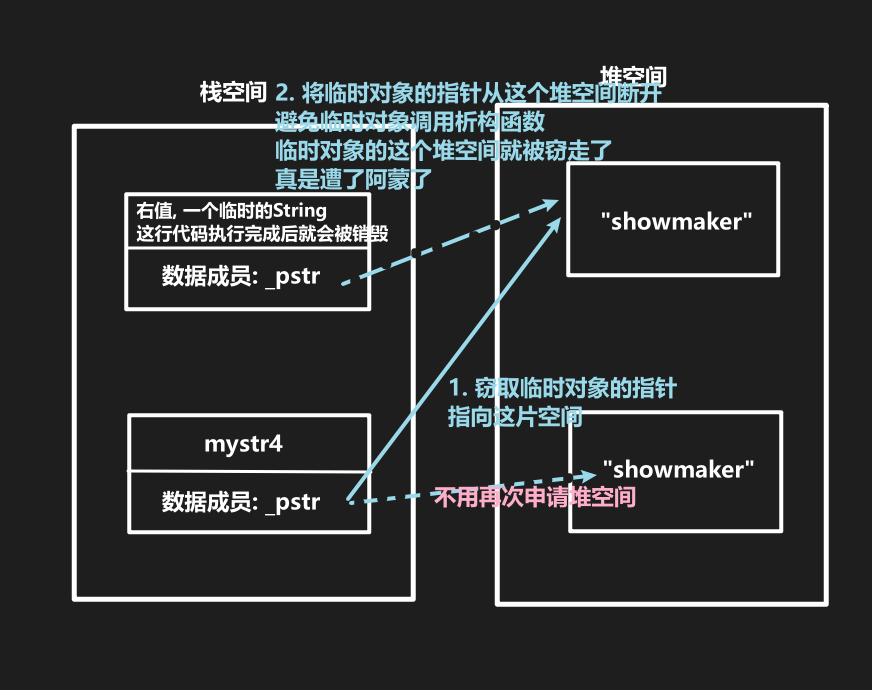 栈空间
堆空间
2. 将临时对象的指针从这个堆空间断开
避免临时对象调用析构函数
临时对象的这个堆空间就被窃走了
真是遭了阿蒙了
右值, 一个临时的String
这行代码执行完成后就会被销毁
数据成员: _pstr
"showmaker"
1. 窃取临时对象的指针
指向这片空间
mystr4
数据成员: _pstr
"showmaker"
不用再次申请堆空间